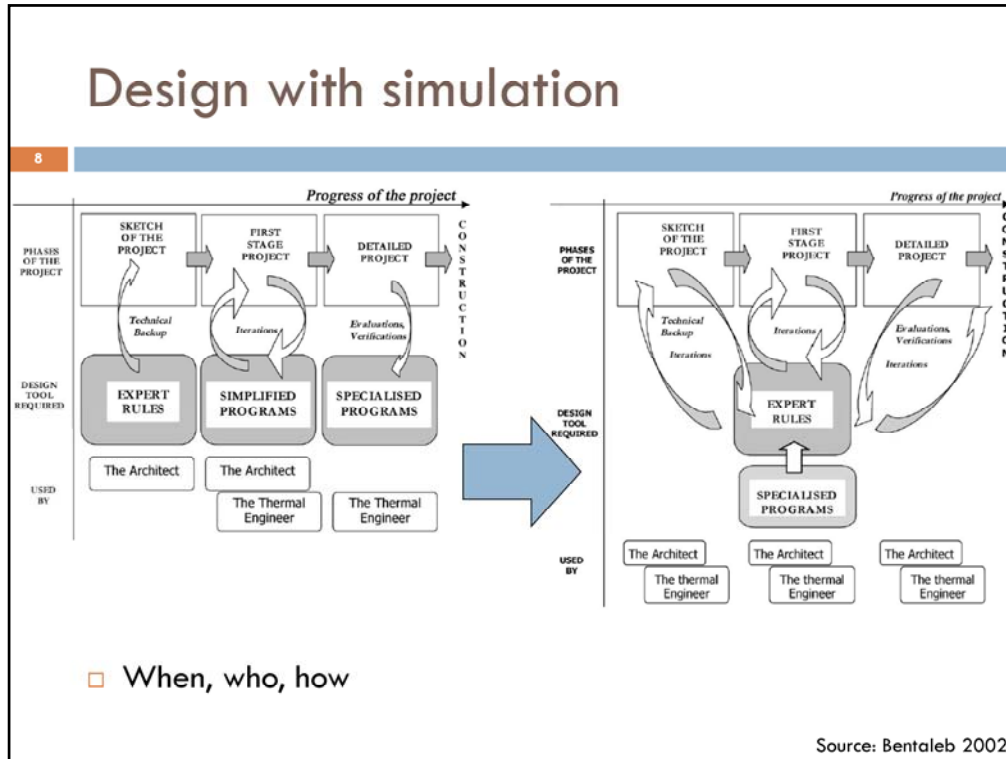 Design with simulation
8
Progress of the project
PHASES
OF THE
PROJECT
SKETCH
OF THE
PROJECT
FIRST
STAGE
PROJECT
DETAILED
PROJECT
CONSTRUCTION
Technical
Backup
Iterations
Evaluations,
Verifications
DESIGN
TOOL
REQUIRED
EXPERT
RULES
SIMPLIFIED
PROGRAMS
SPECIALISED
PROGRAMS
USED
BY
The Architect
The Architect
The Thermal
Engineer
The Thermal
Engineer
Progress of the project
PHASES
OF THE
PROJECT
SKETCH
OF THE
PROJECT
FIRST
STAGE
PROJECT
DETAILED
PROJECT
Technical
Backup
Iterations
Iterations
Evaluations,
Verifications
Iterations
DESIGN
TOOL
REQUIRED
EXPERT
RULES
SPECIALISED
PROGRAMS
USED
BY
The Architect
The thermal
Engineer
The Architect
The thermal
Engineer
The Architect
The thermal
Engineer
When, who, how
Source: Bentaleb 2002